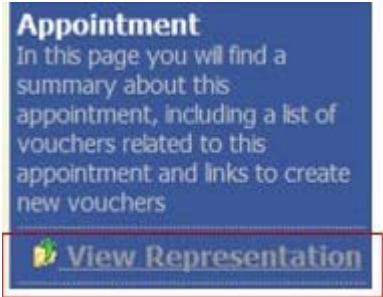 Appointment
In this page you will find a
summary about this
appointment, including a list of
vouchers related to this
appointment and links to create
new vouchers
View Representation